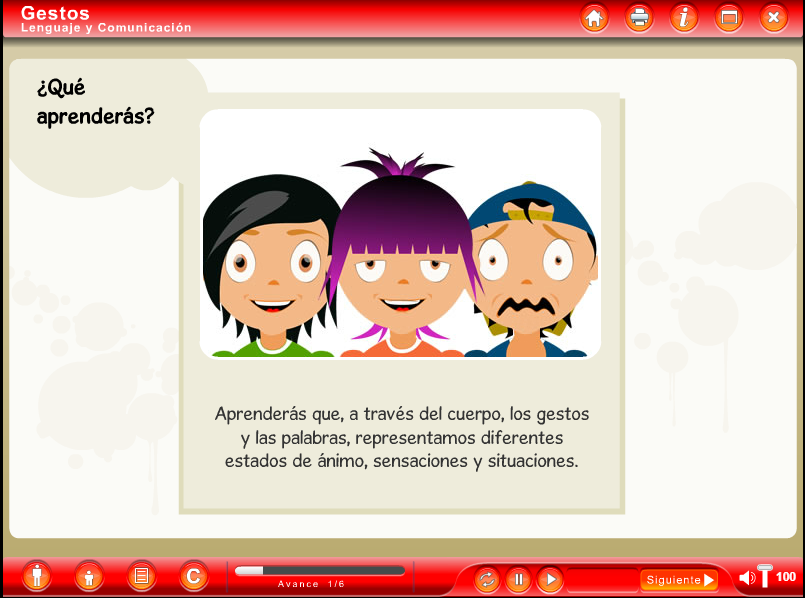 Gestos
Lenguaje y Comunicación
i
¿Qué
aprenderás?
Aprenderás que, a través del cuerpo, los gestos
y las palabras, representamos diferentes
estados de ánimo, sensaciones y situaciones.
C
Avance 1/6
Siguiente
100